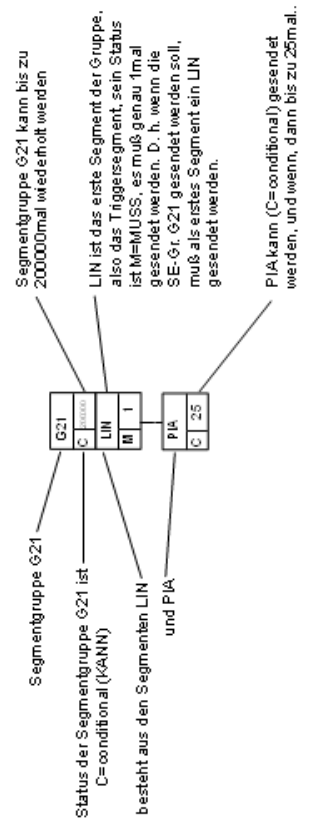 Segmentgruppe G21
Status der Segmentgruppe G21 ist
C=conditional (KANN)
besteht aus den Segmenten LIN
und PIA
G21
C 200000
LIN
M 1
PIA
C 25
Segmentgruppe G21 kann bis zu
200000mal wiederholt werden
LIN ist das erste Segment der Gruppe,
also das Triggersegment, sein Status
ist M=MUSS, es muß genau 1mal
gesendet werden. D. h. wenn die
SE-Gr. G21 gesendet werden soll,
muß als erstes Segment ein LIN
gesendet werden.
PIA kann (C=conditional) gesendet
werden, und wenn, dann bis zu 25mal..